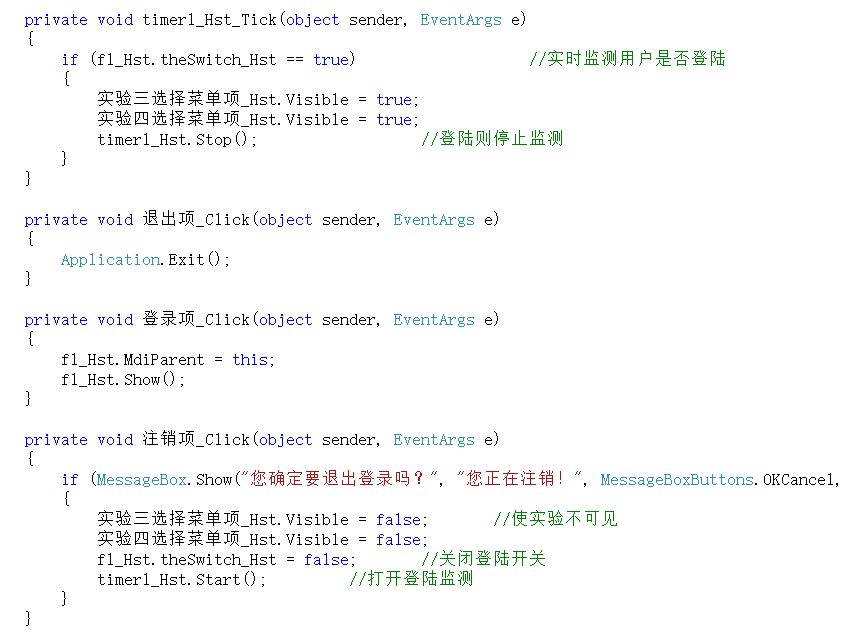 private void timer1_Hst_Tick(object sender, EventArgs e)
{
if (f1_Hst.theSwitch_Hst == true) //实时监测用户是否登陆
{
实验三选择菜单项_Hst.Visible = true;
实验四选择菜单项_Hst.Visible = true;
timer1_Hst.Stop(); //登陆则停止监测
}
}
private void 退出项_Click(object sender, EventArgs e)
{
Application.Exit();
}
private void 登录项_Click(object sender, EventArgs e)
{
f1_Hst.MdiParent = this;
f1_Hst.Show();
}
private void 注销项_Click(object sender, EventArgs e)
{
if (MessageBox.Show("您确定要退出登录吗？", "您正在注销！", MessageBoxButtons.OKCancel,
{
实验三选择菜单项_Hst.Visible = false; //使实验不可见
实验四选择菜单项_Hst.Visible = false;
f1_Hst.theSwitch_Hst = false; //关闭登陆开关
timer1_Hst.Start(); //打开登陆监测
}
}